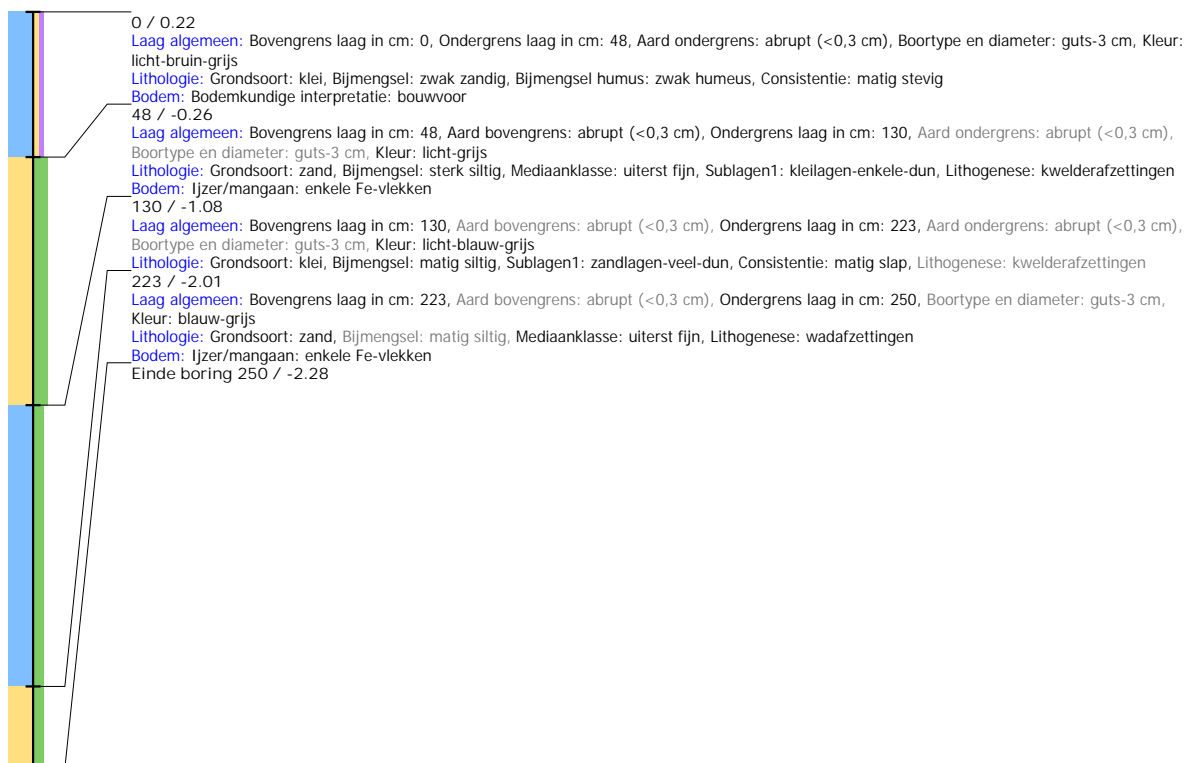 0 / 0.22
Laag algemeen: Bovengrens laag in cm: 0, Ondergrens laag in cm: 48, Aard ondergrens: abrupt (<0,3 cm), Boortype en diameter: guts-3 cm, Kleur:
licht-bruin-grijs
Lithologie: Grondsoort: klei, Bijmengsel: zwak zandig, Bijmengsel humus: zwak humeus, Consistentie: matig stevig
Bodem: Bodemkundige interpretatie: bouwvoor
48 / -0.26
Laag algemeen: Bovengrens laag in cm: 48, Aard bovengrens: abrupt (<0,3 cm), Ondergrens laag in cm: 130, Aard ondergrens: abrupt (<0,3 cm),
Boortype en diameter: guts-3 cm, Kleur: licht-grijs
Lithologie: Grondsoort: zand, Bijmengsel: sterk siltig, Mediaanklasse: uiterst fijn, Sublagen1: kleilagen-enkele-dun, Lithogenese: kwelderafzettingen
Bodem: Ijzer/mangaan: enkele Fe-vlekken
130 / -1.08
Laag algemeen: Bovengrens laag in cm: 130, Aard bovengrens: abrupt (<0,3 cm), Ondergrens laag in cm: 223, Aard ondergrens: abrupt (<0,3 cm),
Boortype en diameter: guts-3 cm, Kleur: licht-blauw-grijs
Lithologie: Grondsoort: klei, Bijmengsel: matig siltig, Sublagen1: zandlagen-veel-dun, Consistentie: matig slap, Lithogenese: kwelderafzettingen
223 / -2.01
Laag algemeen: Bovengrens laag in cm: 223, Aard bovengrens: abrupt (<0,3 cm), Ondergrens laag in cm: 250, Boortype en diameter: guts-3 cm,
Kleur: blauw-grijs
Lithologie: Grondsoort: zand, Bijmengsel: matig siltig, Mediaanklasse: uiterst fijn, Lithogenese: wadafzettingen
Bodem: Ijzer/mangaan: enkele Fe-vlekken
Einde boring 250 / -2.28